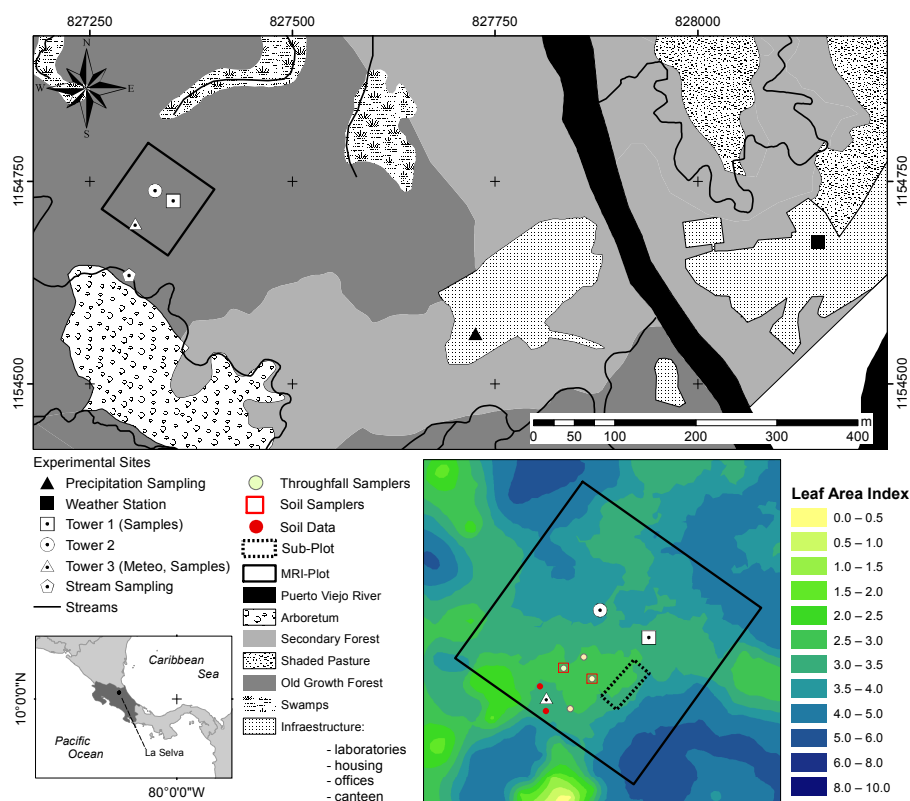 827250 827500 827750 828000
N
W E
S
1154750 1154750
1154500 1154500
0 25 50 100 200 300 400 m
Experimental Sites
Precipitation Sampling
Weather Station
Tower 1 (Samples)
Tower 2
Tower 3 (Meteo, Samples)
Stream Sampling
Streams
Throughfall Samplers
Soil Samplers
Soil Data
Sub-Plot
MRI-Plot
Puerto Viejo River
Arboretum
Secondary Forest
Shaded Pasture
Old Growth Forest
Swamps
Infraestructure:
- laboratories
- housing
- offices
- canteen
Caribbean
Sea
Pacific
Ocean
La Selva
10°0'0"N
80°0'0"W
Leaf Area Index
0.0 – 0.5
0.5 – 1.0
1.0 – 1.5
1.5 – 2.0
2.0 – 2.5
2.5 – 3.0
3.0 – 3.5
3.5 – 4.0
4.0 – 5.0
5.0 – 6.0
6.0 – 8.0
8.0 – 10.0